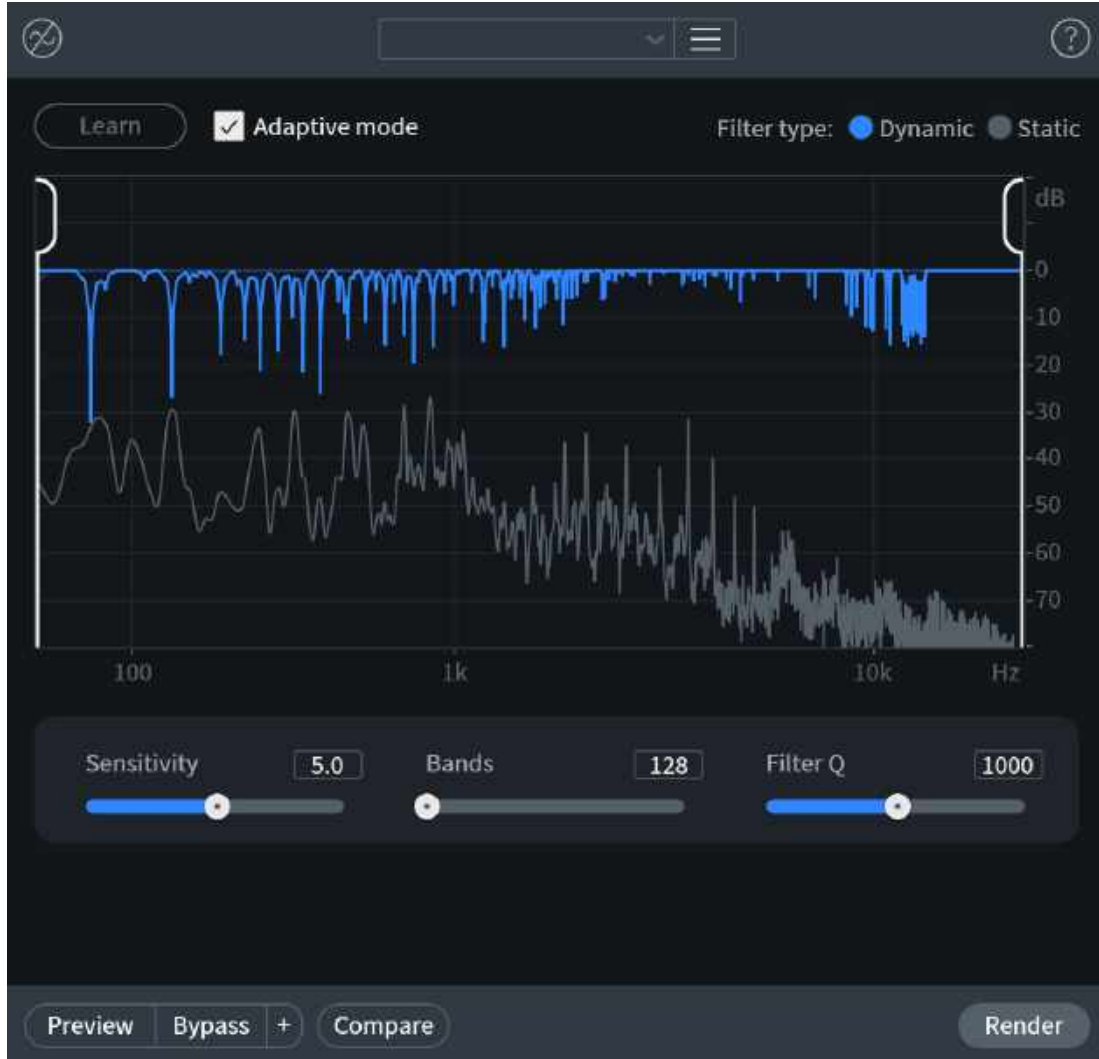 ?
Learn Adaptive mode Filter type: Dynamic Static
dB
0
10
20
-30
-40
-50
-60
-70
100 1k 10k Hz
Sensitivity 5.0 Bands 128 Filter Q 1000
Preview Bypass + Compare Render